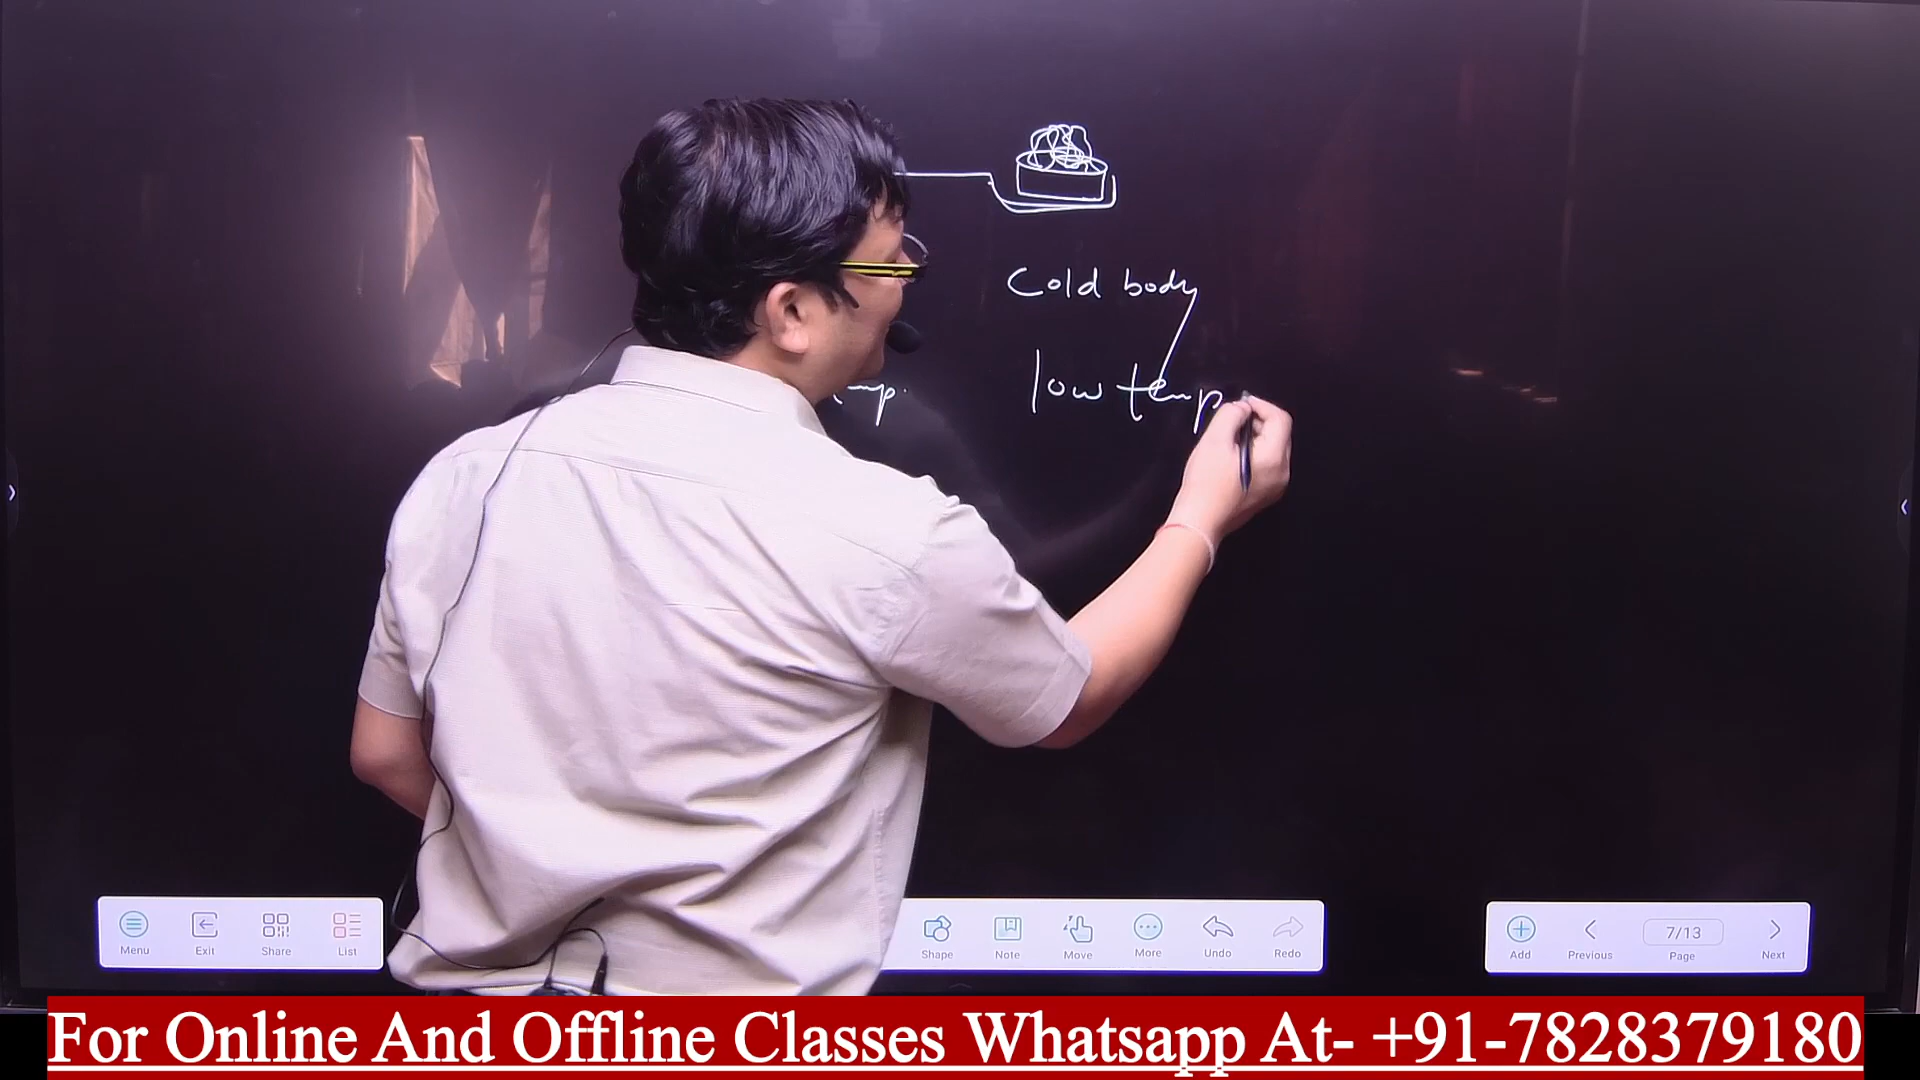 Cold body
low temp
Menu
Exit
Share
List
Shape
Note
Move
More
Undo
Redo
Add
Previous
7/13
Page
Next
For Online And Offline Classes Whatsapp At- +91-7828379180